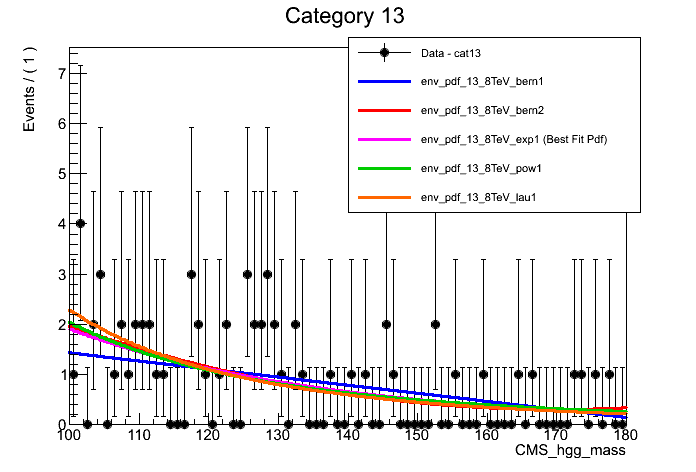 Category 13
Events / ( 1 )
Data - cat13
env_pdf_13_8TeV_bern1
env_pdf_13_8TeV_bern2
env_pdf_13_8TeV_exp1 (Best Fit Pdf)
env_pdf_13_8TeV_pow1
env_pdf_13_8TeV_lau1
7
6
5
4
3
2
1
0
100 110 120 130 140 150 160 170 180
CMS_hgg_mass